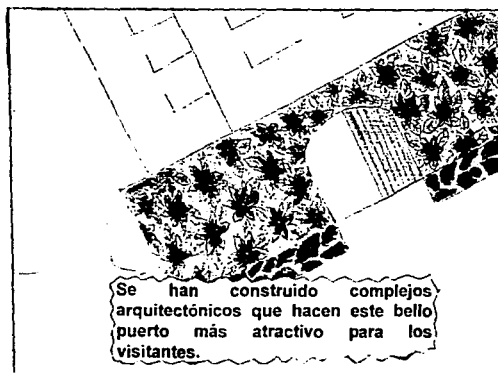 Se han construido complejos
arquitectónicos que hacen este bello
puerto más atractivo para los
visitantes.